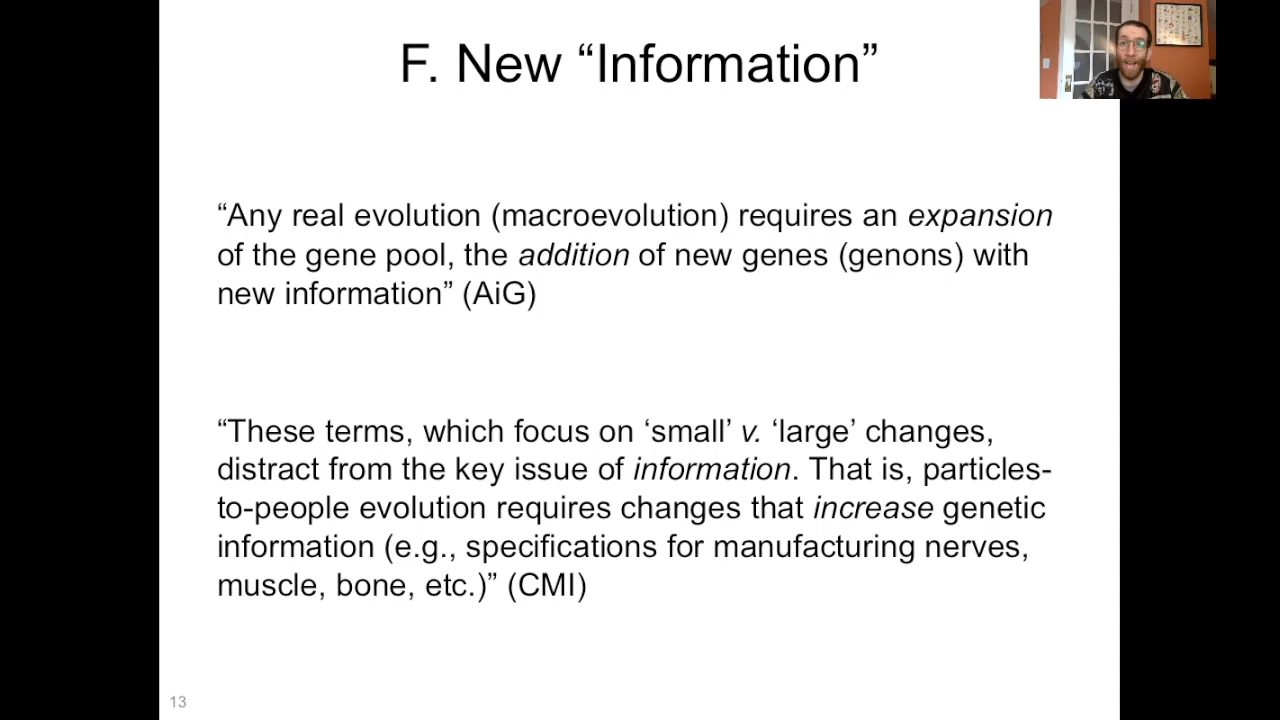 F. New “Information”
“Any real evolution (macroevolution) requires an expansion
of the gene pool, the addition of new genes (genons) with
new information” (AiG)
“These terms, which focus on ‘small’ v. ‘large’ changes,
distract from the key issue of information. That is, particles-
to-people evolution requires changes that increase genetic
information (e.g., specifications for manufacturing nerves,
muscle, bone, etc.)” (CMI)
13